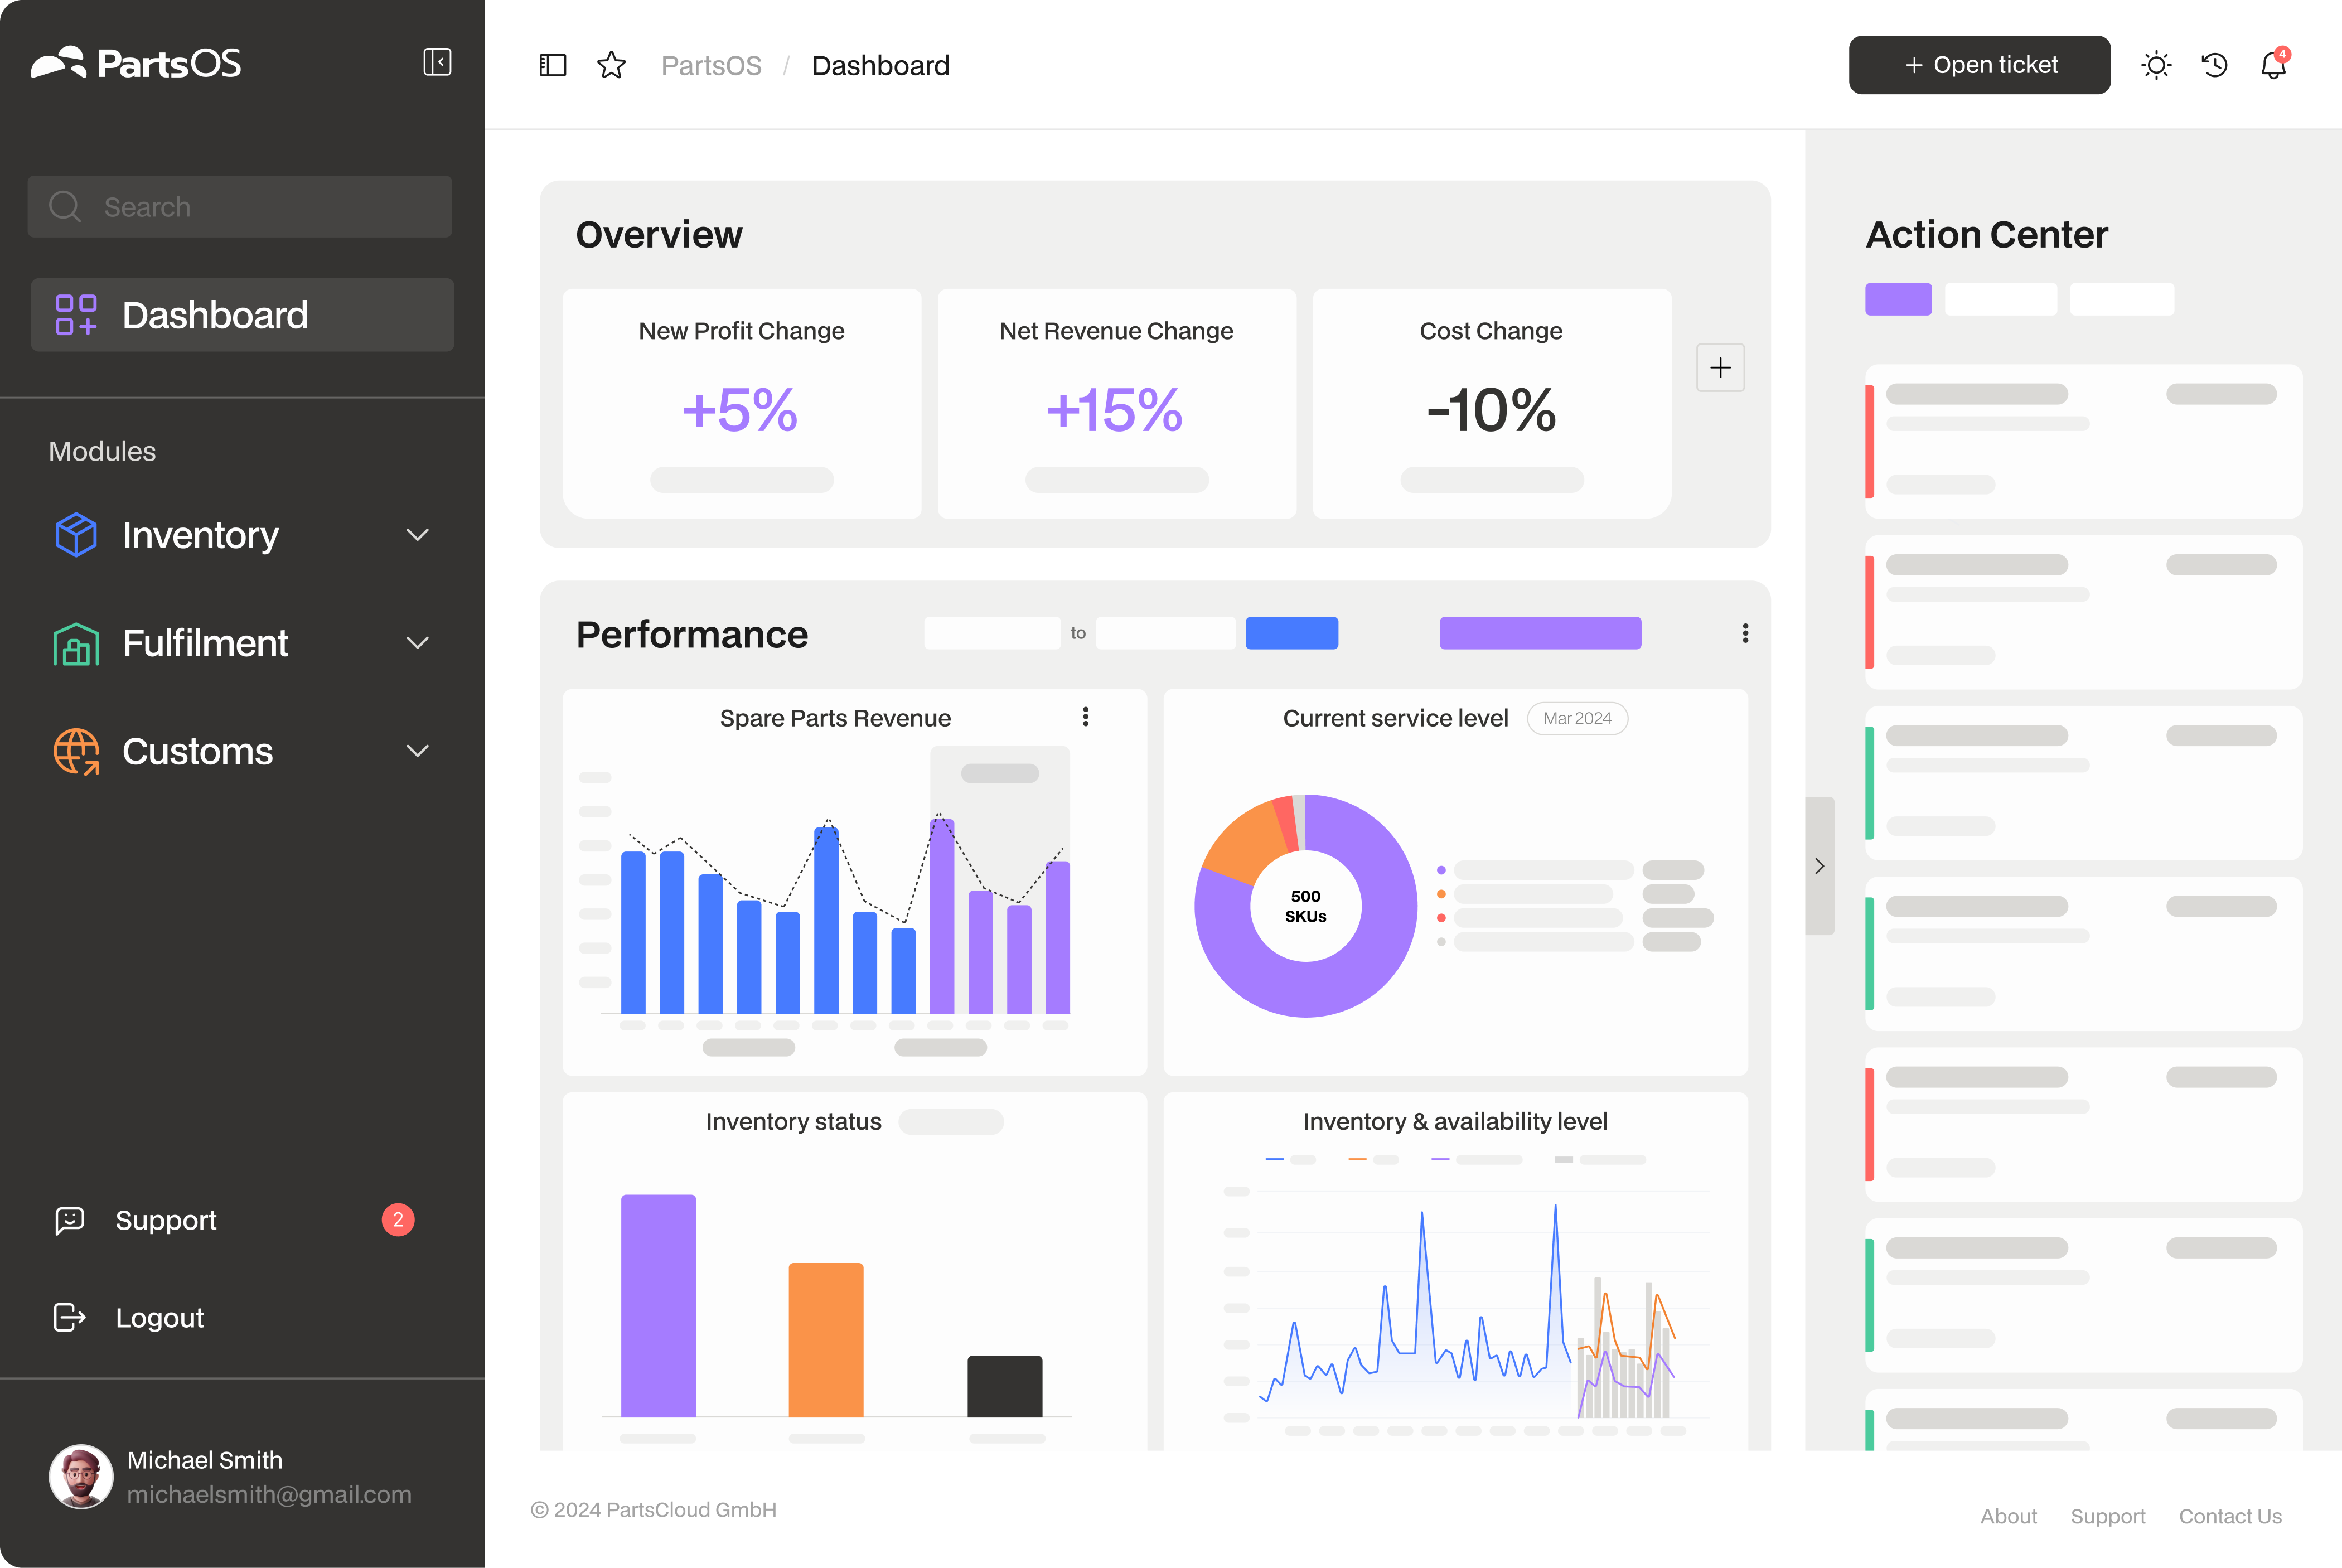 PartsOS
Search
Dashboard
Modules
Inventory
Fulfilment
Customs
Support
2
Logout
Michael Smith
michaelsmith@gmail.com
PartsOS / Dashboard
+ Open ticket
4
Overview
New Profit Change
+5%
Net Revenue Change
+15%
Cost Change
-10%
Performance
to
Spare Parts Revenue
Current service level
Mar 2024
500
SKUs
Inventory status
Inventory & availability level
Action Center
© 2024 PartsCloud GmbH
About
Support
Contact Us